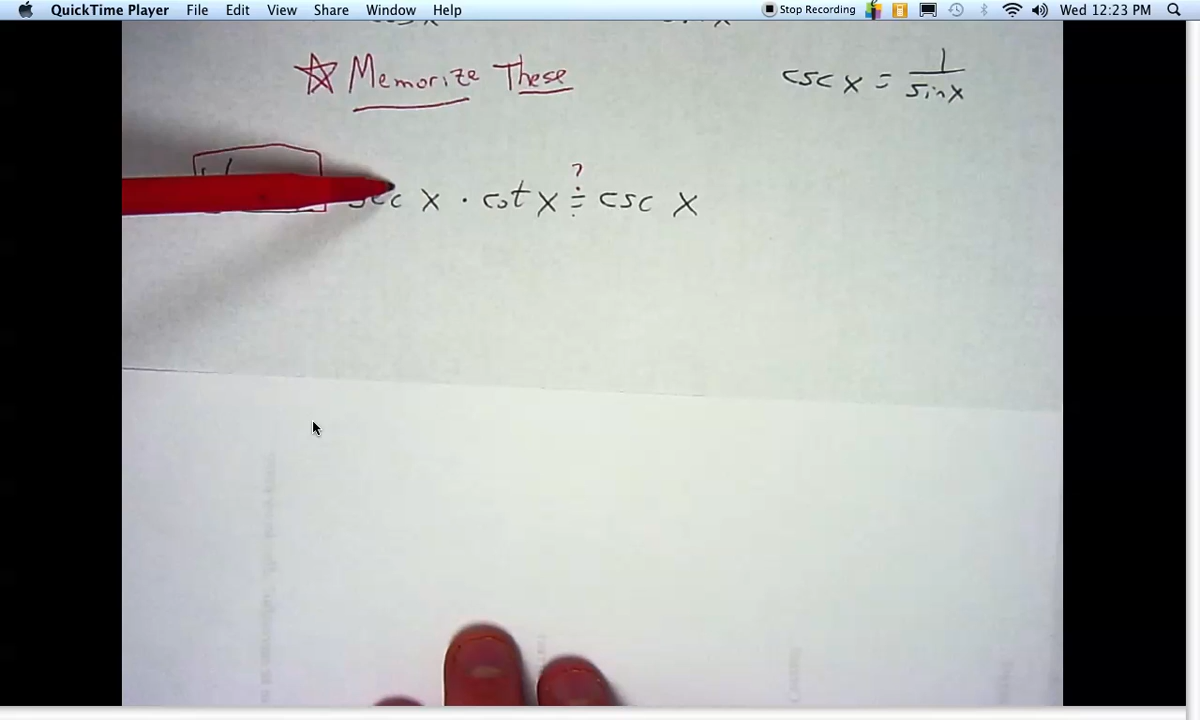 QuickTime Player File Edit View Share Window Help Stop Recording Wed 12:23 PM
☆ Memorize These
csc x = 1/sin x
sec x · cot x ≟ csc x